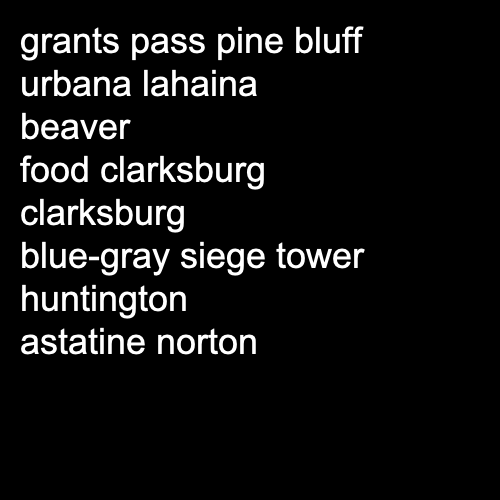 grants pass pine bluff
urbana lahaina
beaver
food clarksburg
clarksburg
blue-gray siege tower
huntington
astatine norton